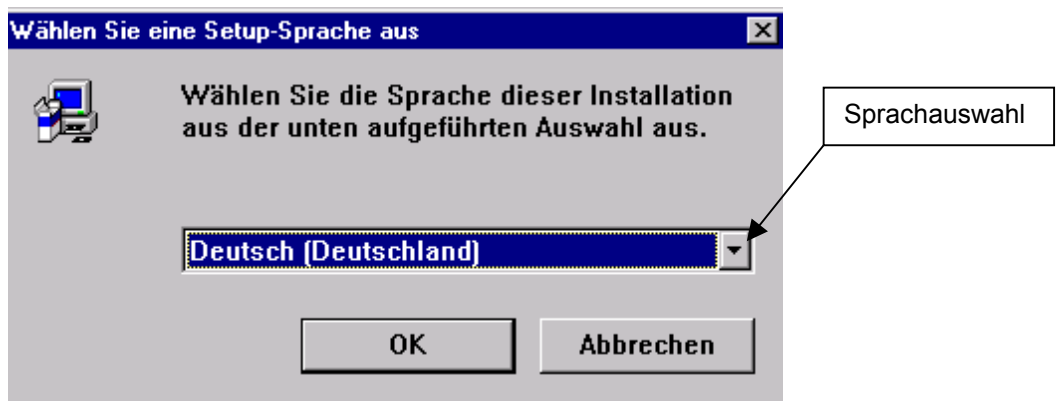 Wählen Sie eine Setup-Sprache aus
Wählen Sie die Sprache dieser Installation
aus der unten aufgeführten Auswahl aus.
Sprachauswahl
Deutsch (Deutschland)
OK
Abbrechen